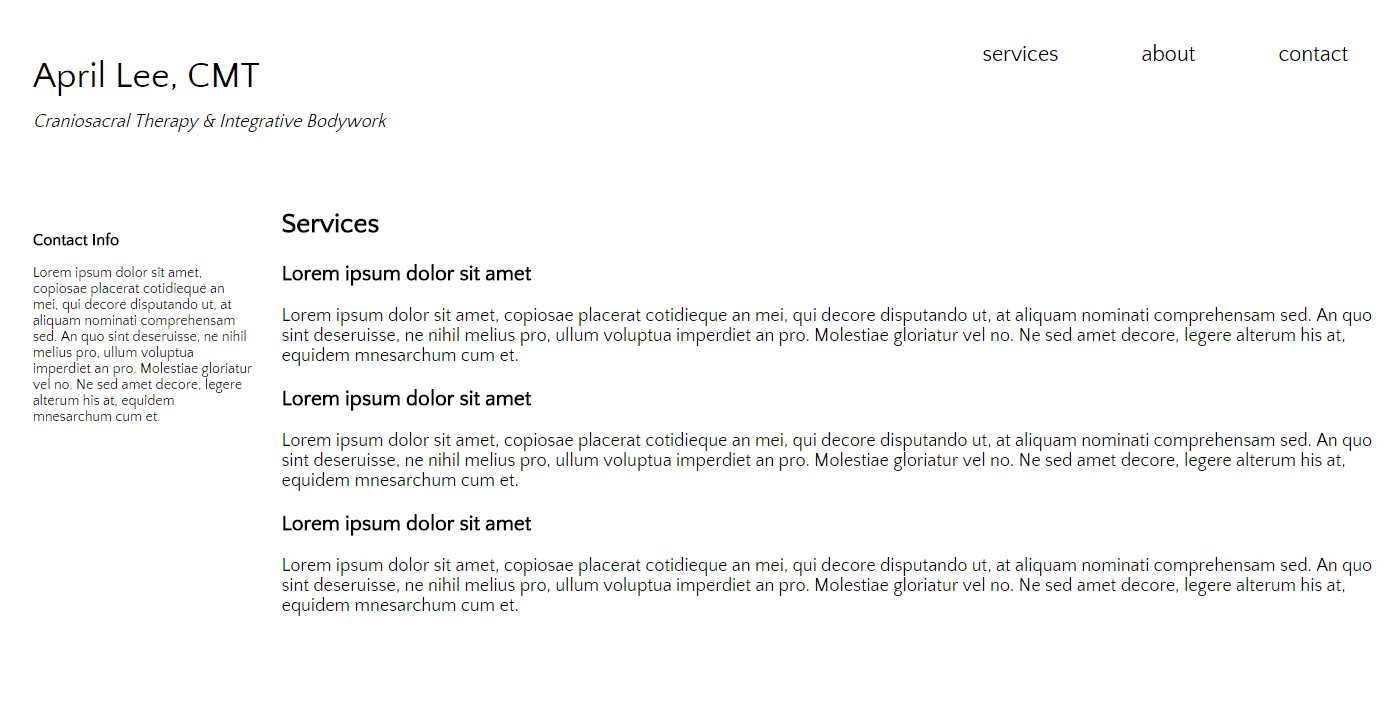 April Lee, CMT
Craniosacral Therapy & Integrative Bodywork
services about contact
Contact Info
Lorem ipsum dolor sit amet,
copiosae placerat cotidieque an
mei, qui decore disputando ut, at
aliquam nominati comprehensam
sed. An quo sint deseruisse, ne nihil
melius pro, ullum voluptua
imperdiet an pro. Molestiae gloriatur
vel no. Ne sed amet decore, legere
alterum his at, equidem
mnesarchum cum et.
Services
Lorem ipsum dolor sit amet
Lorem ipsum dolor sit amet, copiosae placerat cotidieque an mei, qui decore disputando ut, at aliquam nominati comprehensam sed. An quo
sint deseruisse, ne nihil melius pro, ullum voluptua imperdiet an pro. Molestiae gloriatur vel no. Ne sed amet decore, legere alterum his at,
equidem mnesarchum cum et.
Lorem ipsum dolor sit amet
Lorem ipsum dolor sit amet, copiosae placerat cotidieque an mei, qui decore disputando ut, at aliquam nominati comprehensam sed. An quo
sint deseruisse, ne nihil melius pro, ullum voluptua imperdiet an pro. Molestiae gloriatur vel no. Ne sed amet decore, legere alterum his at,
equidem mnesarchum cum et.
Lorem ipsum dolor sit amet
Lorem ipsum dolor sit amet, copiosae placerat cotidieque an mei, qui decore disputando ut, at aliquam nominati comprehensam sed. An quo
sint deseruisse, ne nihil melius pro, ullum voluptua imperdiet an pro. Molestiae gloriatur vel no. Ne sed amet decore, legere alterum his at,
equidem mnesarchum cum et.